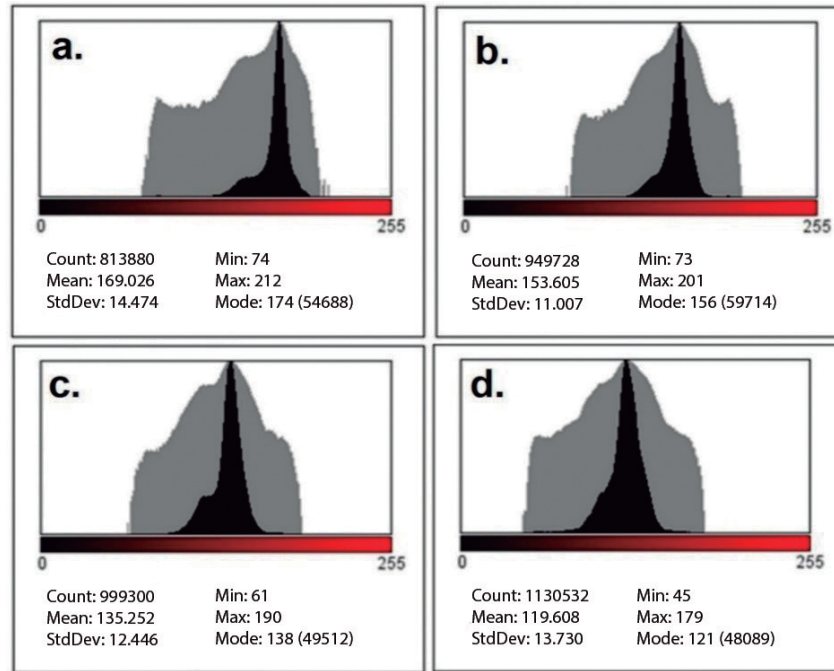 a.
0 255
Count: 813880 Min: 74
Mean: 169.026 Max: 212
StdDev: 14.474 Mode: 174 (54688)
b.
0 255
Count: 949728 Min: 73
Mean: 153.605 Max: 201
StdDev: 11.007 Mode: 156 (59714)
c.
0 255
Count: 999300 Min: 61
Mean: 135.252 Max: 190
StdDev: 12.446 Mode: 138 (49512)
d.
0 255
Count: 1130532 Min: 45
Mean: 119.608 Max: 179
StdDev: 13.730 Mode: 121 (48089)